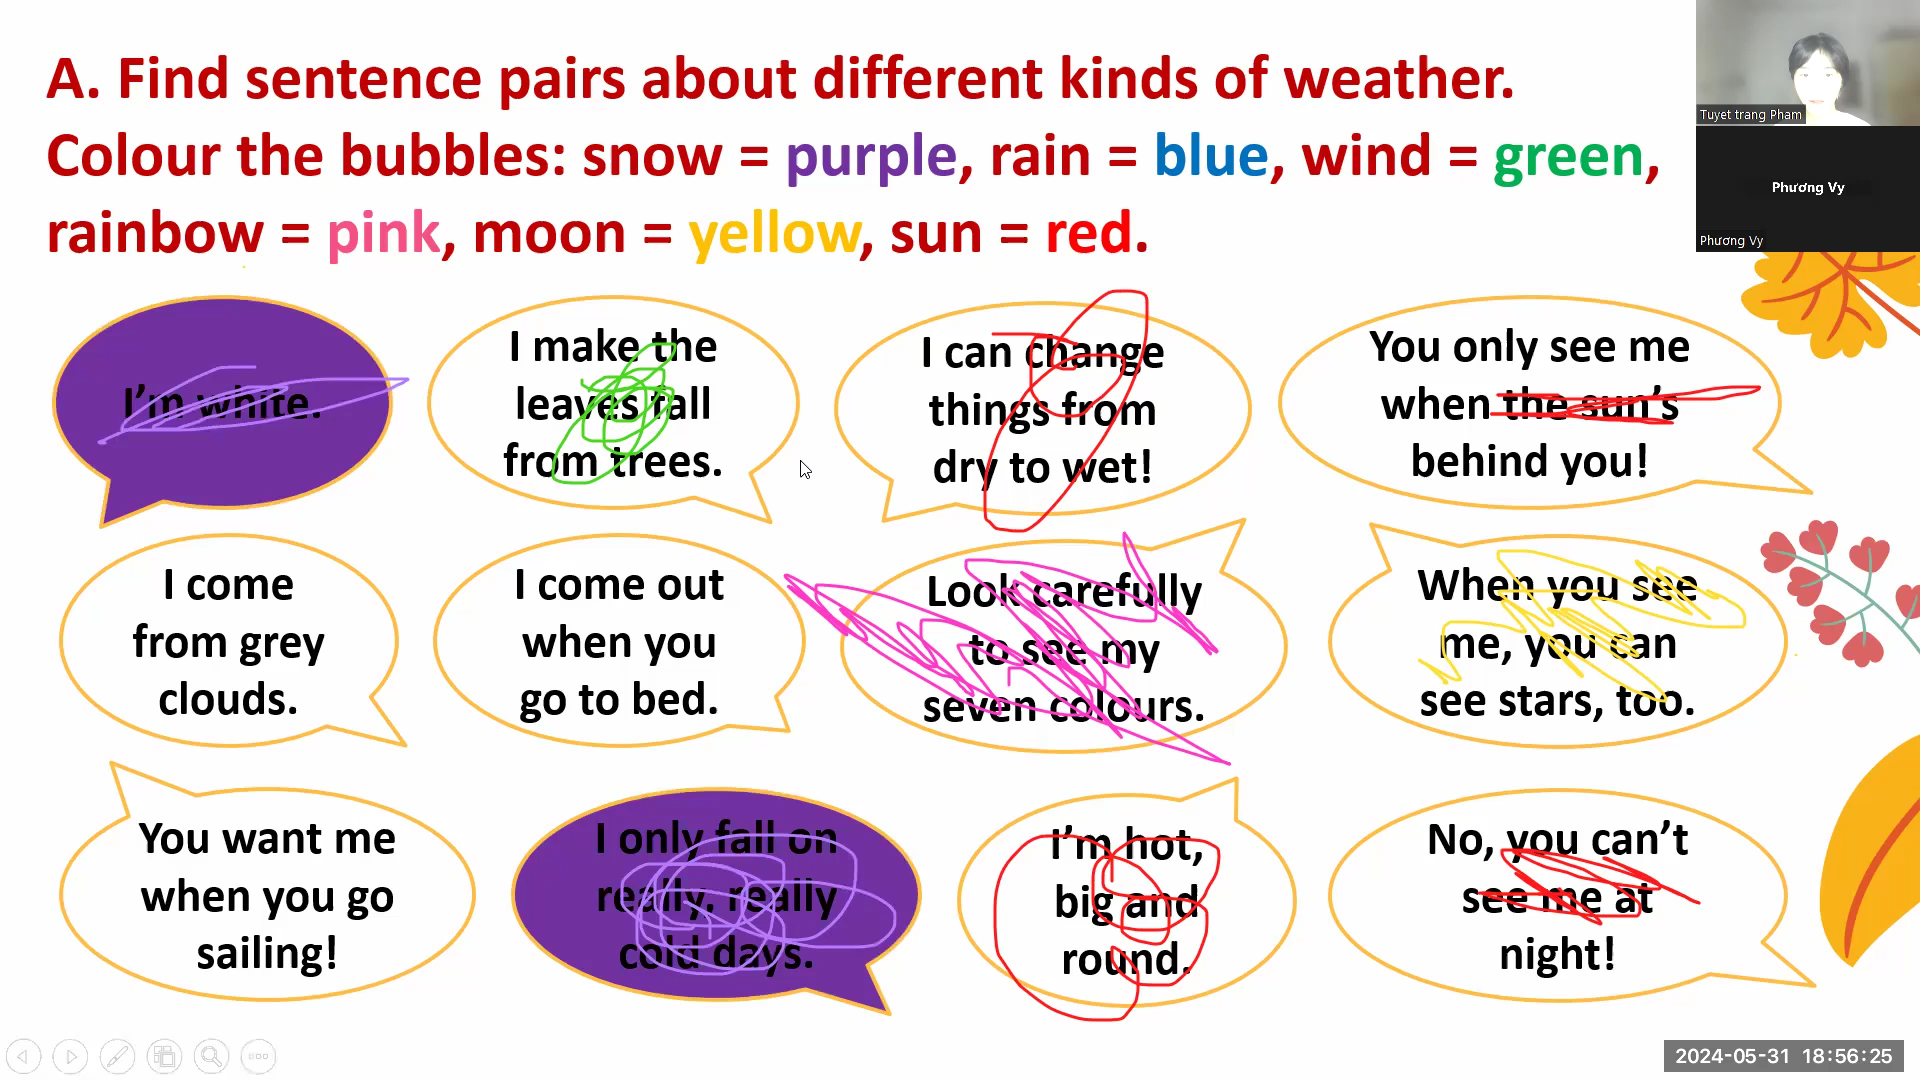 A. Find sentence pairs about different kinds of weather.
Colour the bubbles: snow = purple, rain = blue, wind = green,
rainbow = pink, moon = yellow, sun = red.
Tuyet trang Pham
Phương Vy
Phương Vy
I'm white.
I make the
leaves fall
from trees.
I can change
things from
dry to wet!
You only see me
when the sun's
behind you!
I come
from grey
clouds.
I come out
when you
go to bed.
Look carefully
to see my
seven colours.
When you see
me, you can
see stars, too.
You want me
when you go
sailing!
I only fall on
really, really
cold days.
I'm hot,
big and
round.
No, you can't
see me at
night!
2024-05-31 18:56:25